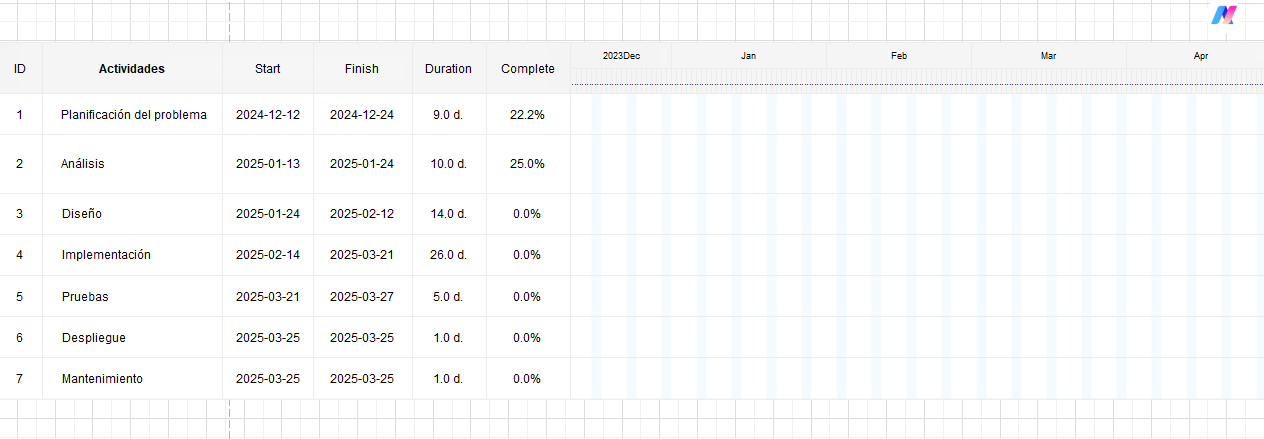 ID Actividades Start Finish Duration Complete 2023Dec Jan Feb Mar Apr
1 Planificación del problema 2024-12-12 2024-12-24 9.0 d. 22.2%
2 Análisis 2025-01-13 2025-01-24 10.0 d. 25.0%
3 Diseño 2025-01-24 2025-02-12 14.0 d. 0.0%
4 Implementación 2025-02-14 2025-03-21 26.0 d. 0.0%
5 Pruebas 2025-03-21 2025-03-27 5.0 d. 0.0%
6 Despliegue 2025-03-25 2025-03-25 1.0 d. 0.0%
7 Mantenimiento 2025-03-25 2025-03-25 1.0 d. 0.0%